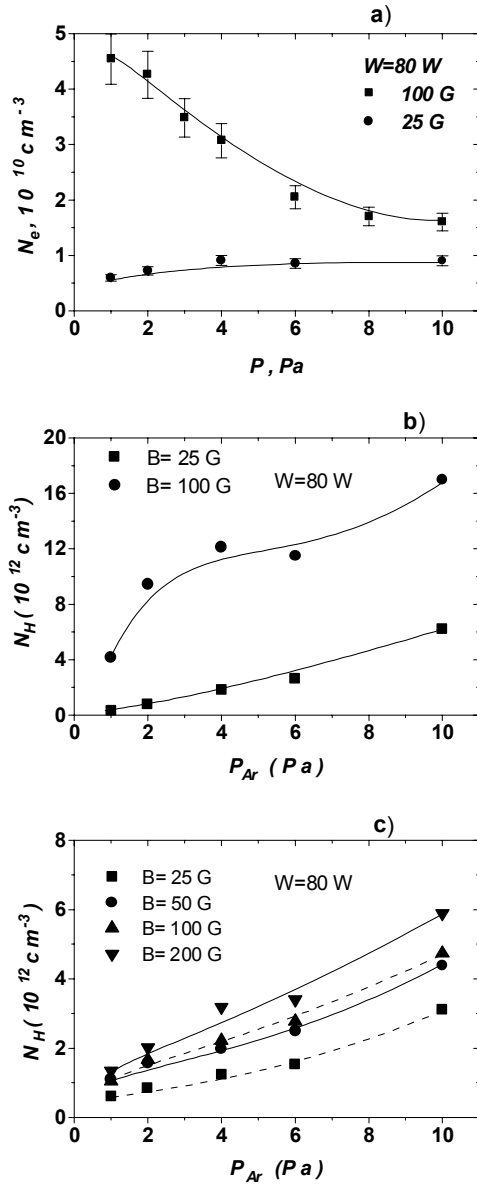 a)
5
4
3
2
1
0
N_e, 10^10 cm^-3
W=80 W
100 G
25 G
0 2 4 6 8 10
P, Pa
b)
20
16
12
8
4
0
N_H (10^12 cm^-3)
B= 25 G
B= 100 G
W=80 W
0 2 4 6 8 10
P_Ar (Pa)
c)
8
6
4
2
0
N_H (10^12 cm^-3)
B= 25 G
B= 50 G
B= 100 G
B= 200 G
W=80 W
0 2 4 6 8 10
P_Ar (Pa)